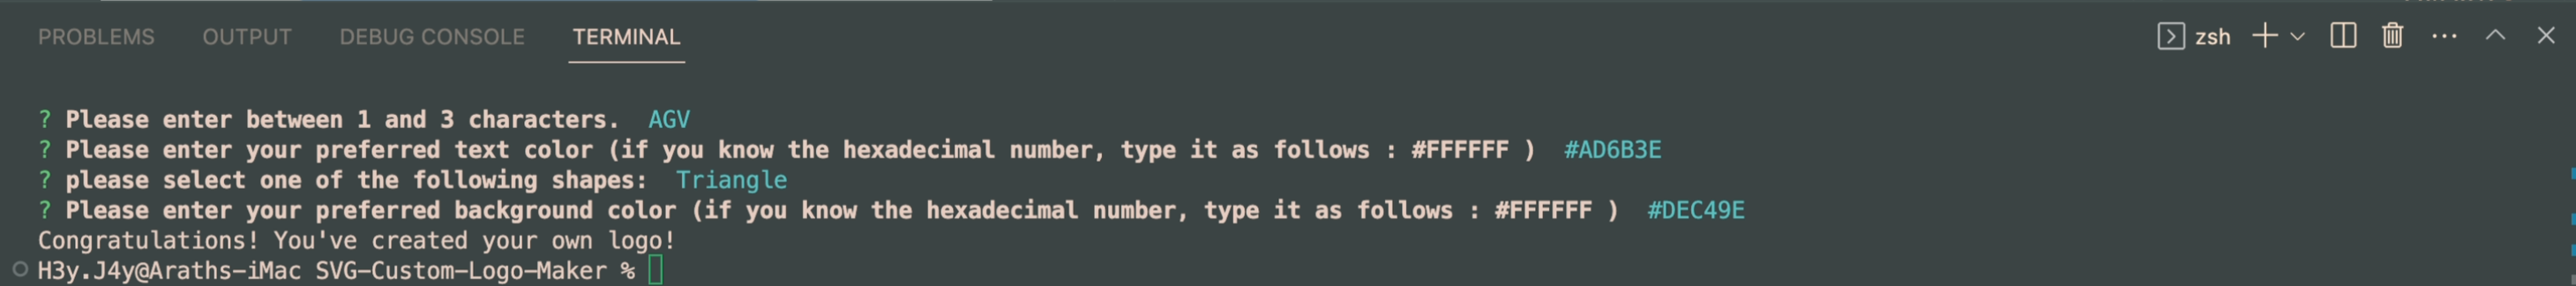 PROBLEMS OUTPUT DEBUG CONSOLE TERMINAL zsh
? Please enter between 1 and 3 characters. AGV
? Please enter your preferred text color (if you know the hexadecimal number, type it as follows : #FFFFFF ) #AD6B3E
? please select one of the following shapes: Triangle
? Please enter your preferred background color (if you know the hexadecimal number, type it as follows : #FFFFFF ) #DEC49E
Congratulations! You've created your own logo!
H3y.J4y@Araths-iMac SVG-Custom-Logo-Maker %